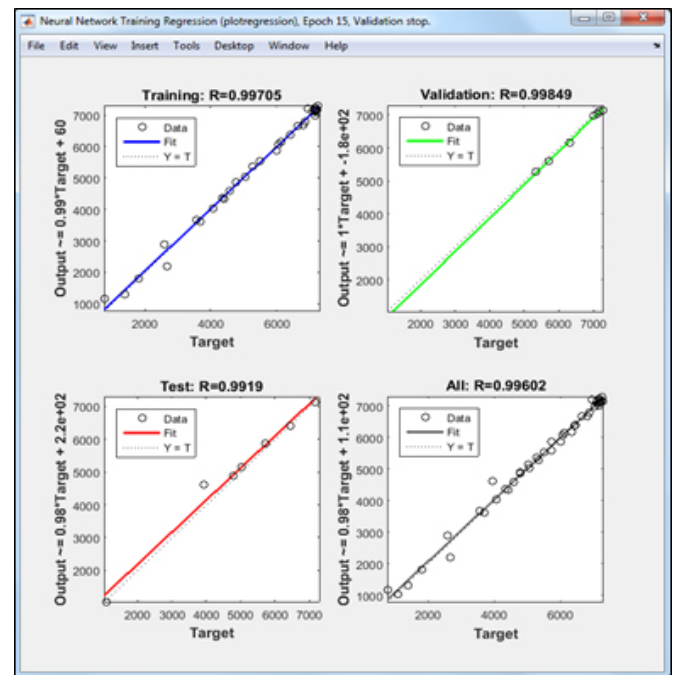 Neural Network Training Regression (plotregression), Epoch 15, Validation stop.
File Edit View Insert Tools Desktop Window Help
Training: R=0.99705
Output ~= 0.99*Target + 60
7000
6000
5000
4000
3000
2000
1000
Data
Fit
Y = T
2000 4000 6000
Target
Validation: R=0.99849
Output ~= 1*Target + -1.8e+02
7000
6000
5000
4000
3000
2000
Data
Fit
Y = T
2000 3000 4000 5000 6000 7000
Target
Test: R=0.9919
Output ~= 0.98*Target + 2.2e+02
7000
6000
5000
4000
3000
2000
Data
Fit
Y = T
2000 3000 4000 5000 6000 7000
Target
All: R=0.99602
Output ~= 0.98*Target + 1.1e+02
7000
6000
5000
4000
3000
2000
1000
Data
Fit
Y = T
2000 4000 6000
Target